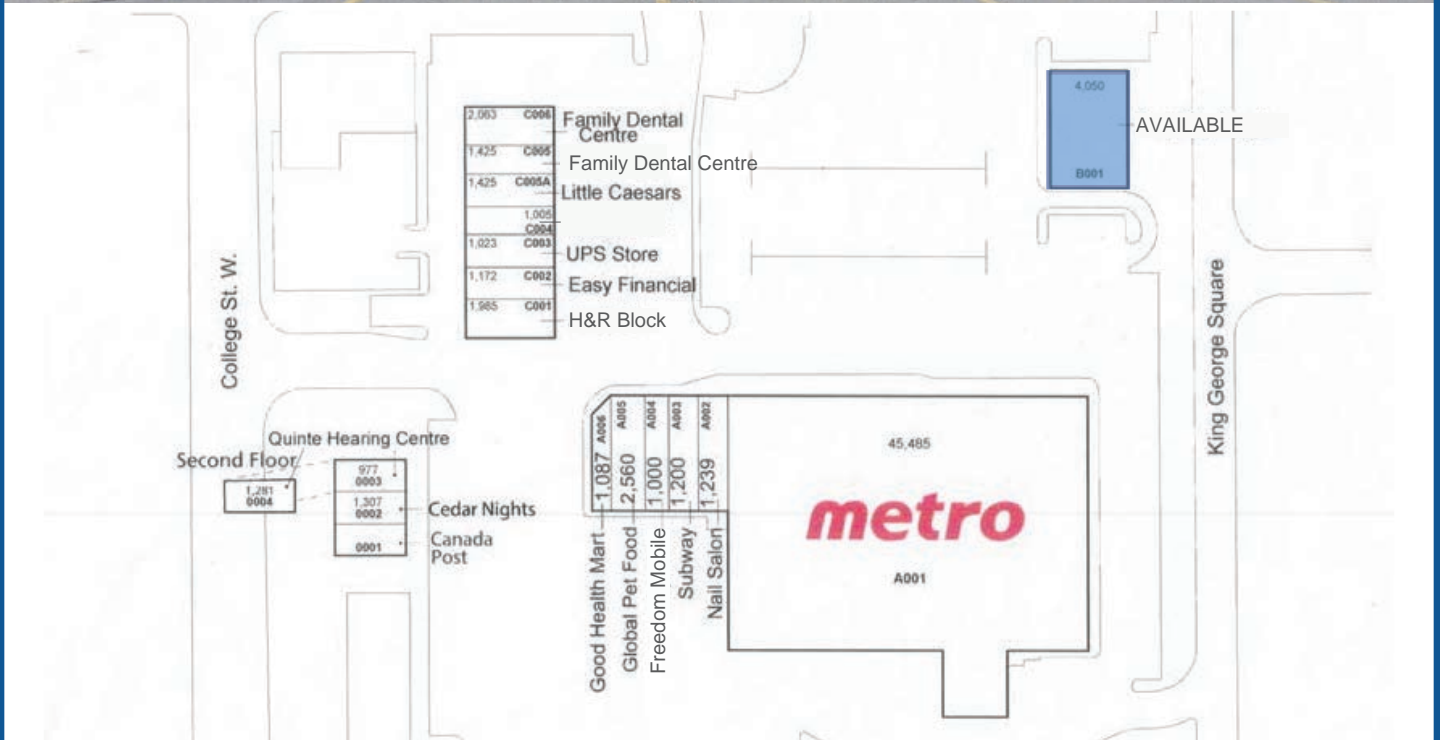 2,063 C006 Family Dental
Centre
1,425 C005 Family Dental Centre
1,425 C005A Little Caesars
1,005
C004
1,023 C003 UPS Store
1,172 C002 Easy Financial
1,985 C001 H&R Block
4,050
AVAILABLE
B001
College St. W.
King George Square
Quinte Hearing Centre
Second Floor
1,281
0004
977
0003
1,307
0002
Cedar Nights
0001
Canada
Post
1,087 A006
2,560 A005
1,000 A004
1,200 A003
1,239 A002
Good Health Mart
Global Pet Food
Freedom Mobile
Subway
Nail Salon
45,485
metro
A001